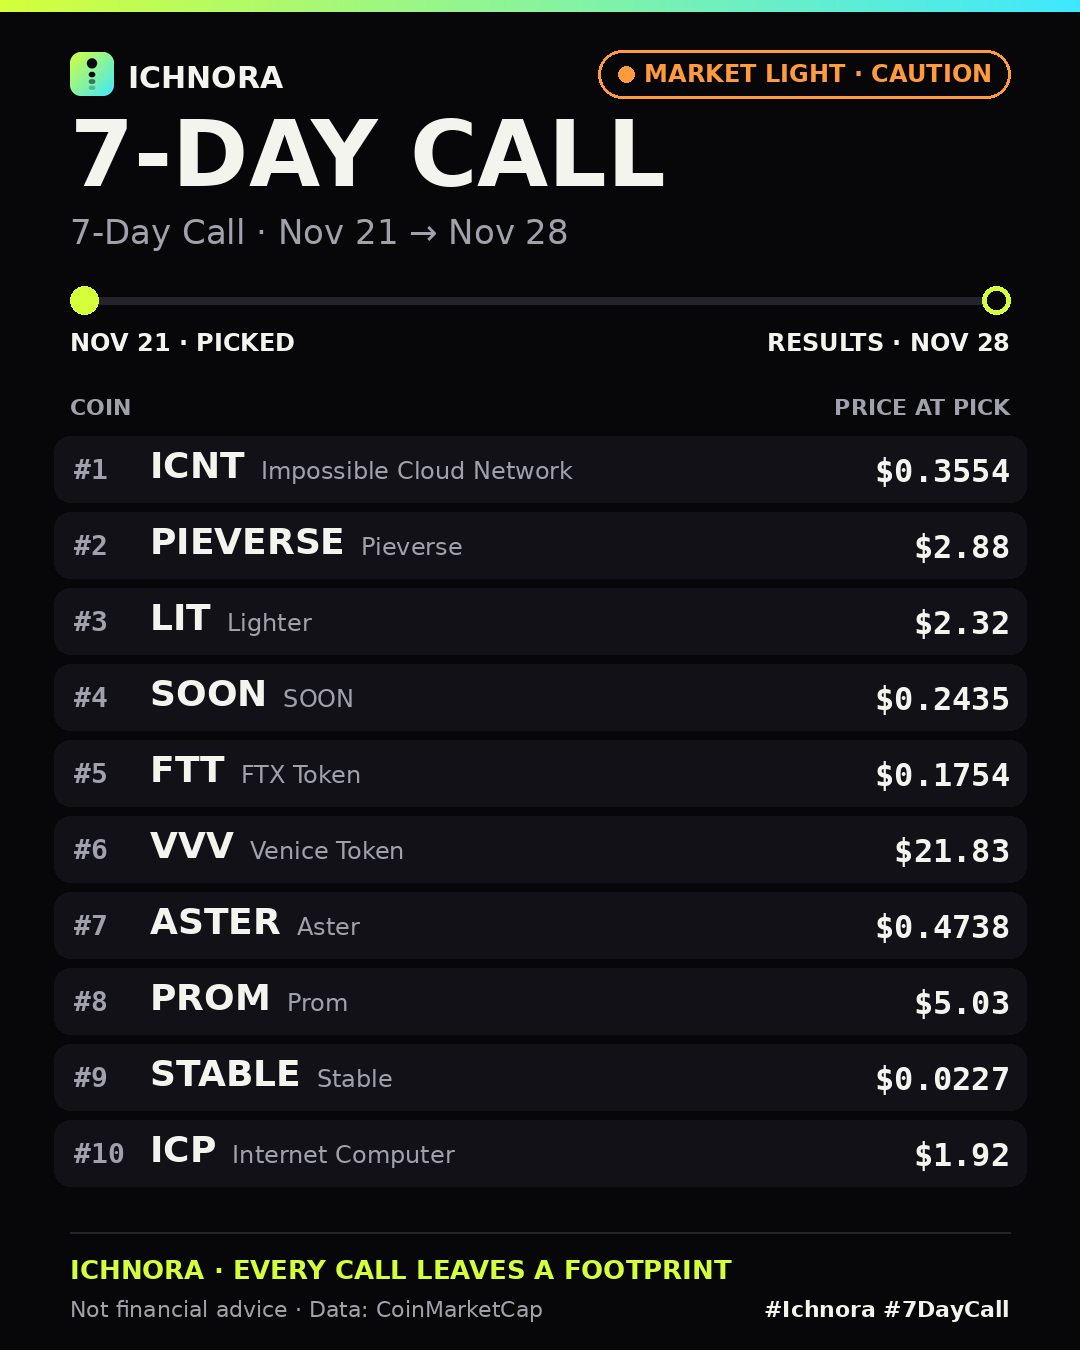 ICHNORA
MARKET LIGHT · CAUTION
7-DAY CALL
7-Day Call · Nov 21 → Nov 28
NOV 21 · PICKED
RESULTS · NOV 28
COIN
PRICE AT PICK
#1 ICNT Impossible Cloud Network $0.3554
#2 PIEVERSE Pieverse $2.88
#3 LIT Lighter $2.32
#4 SOON SOON $0.2435
#5 FTT FTX Token $0.1754
#6 VVV Venice Token $21.83
#7 ASTER Aster $0.4738
#8 PROM Prom $5.03
#9 STABLE Stable $0.0227
#10 ICP Internet Computer $1.92
ICHNORA · EVERY CALL LEAVES A FOOTPRINT
Not financial advice · Data: CoinMarketCap
#Ichnora #7DayCall